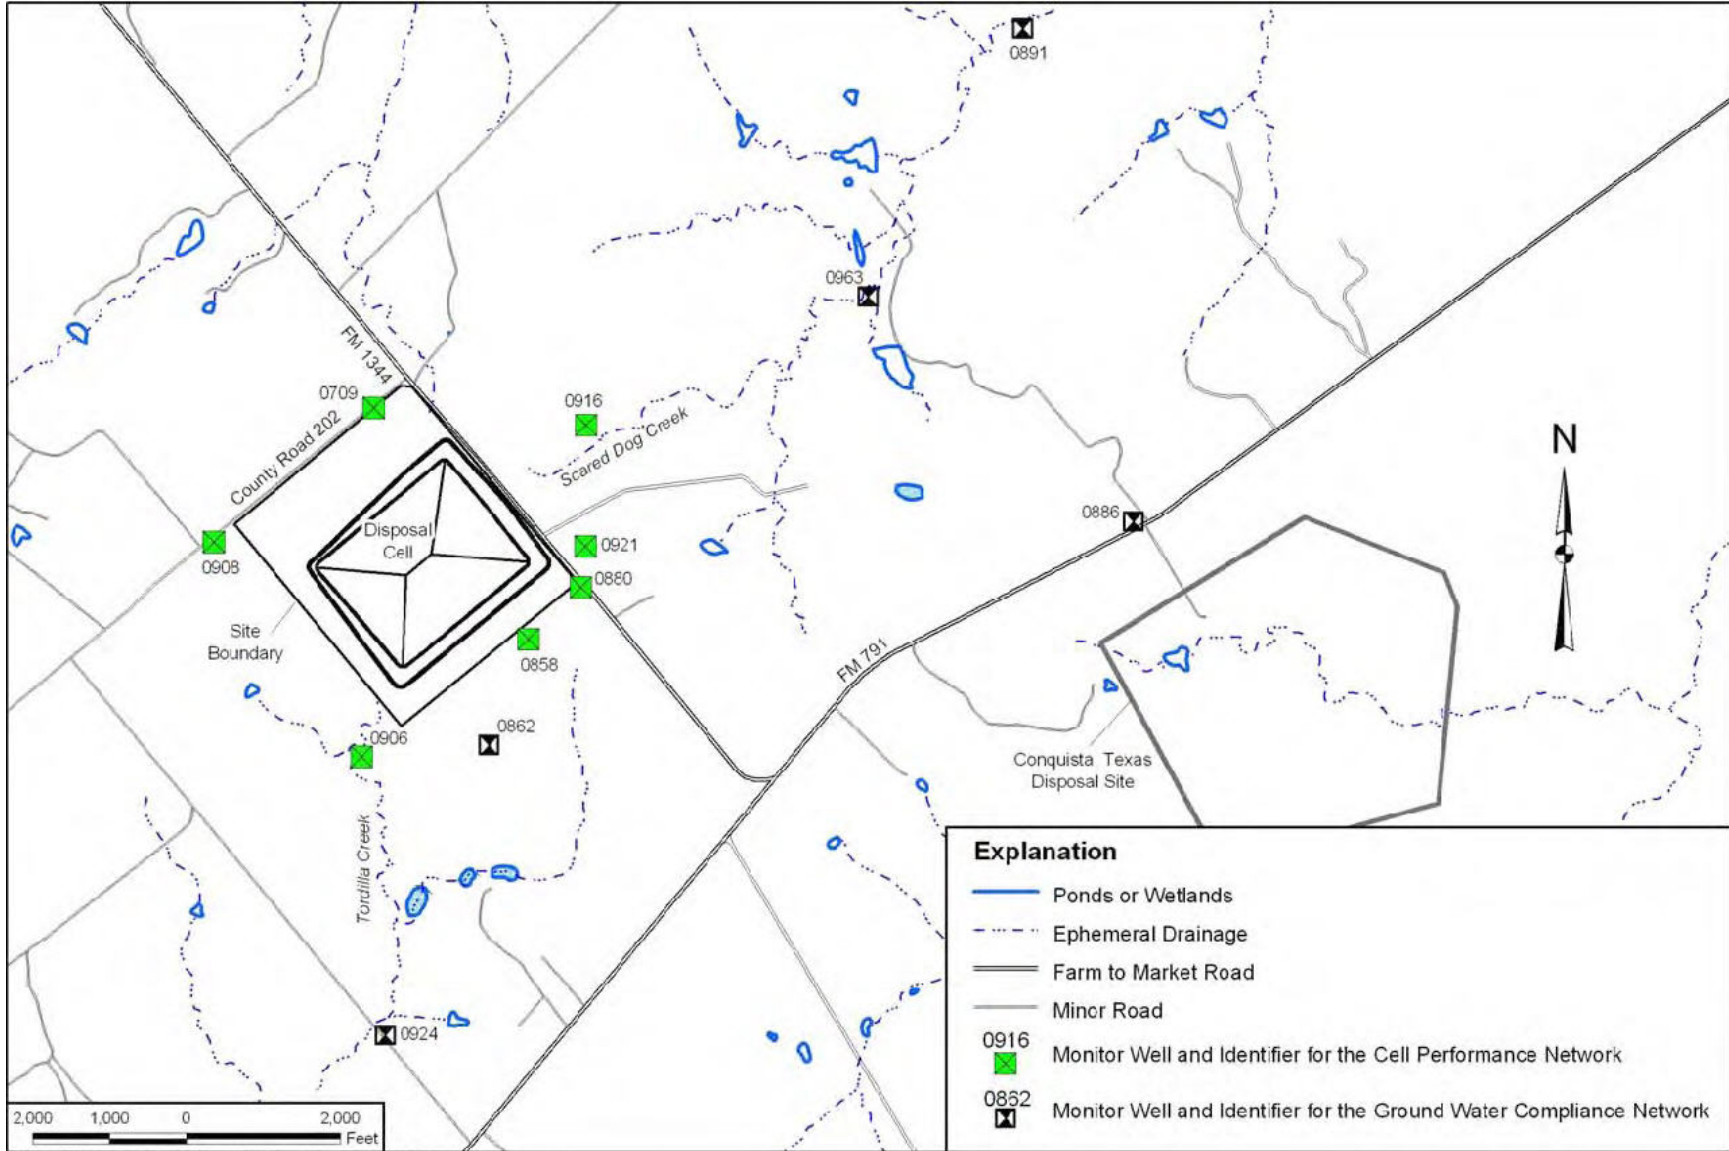 0891
N
0963
FM 1344
0709
0916
County Road 202
Scared Dog Creek
Disposal
Cell
0886
0921
0908
0880
Site
Boundary
0858
FM 791
0862
0906
Conquista Texas
Disposal Site
Tordilla Creek
0924
Explanation
Ponds or Wetlands
Ephemeral Drainage
Farm to Market Road
Minor Road
0916
Monitor Well and Identifier for the Cell Performance Network
0862
Monitor Well and Identifier for the Ground Water Compliance Network
2,000 1,000 0 2,000
Feet